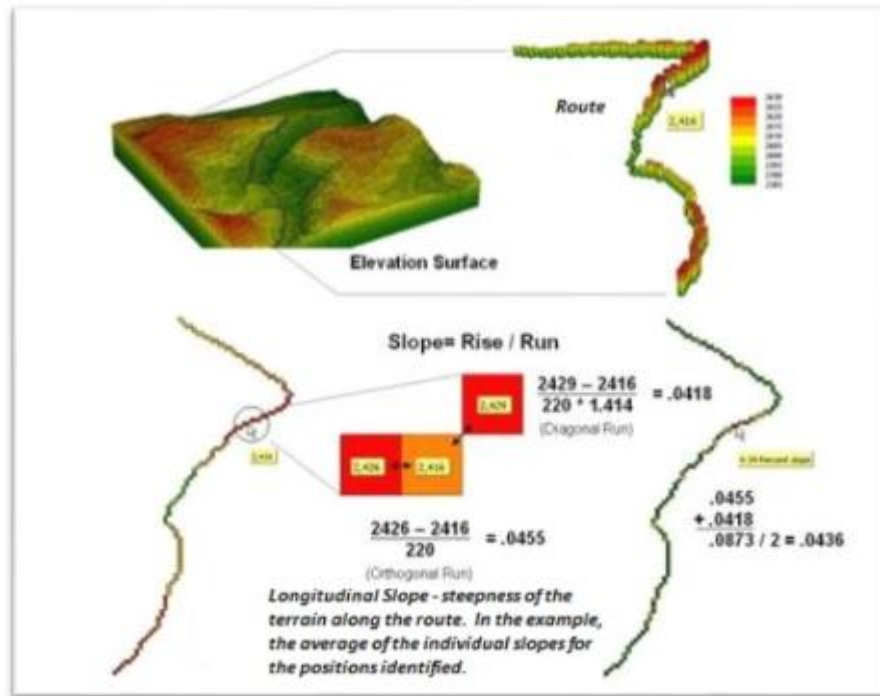 Route
2,416
Elevation Surface
Slope= Rise / Run
2429 – 2416
220 * 1.414
= .0418
(Diagonal Run)
2,429
2,426
2,416
2426 – 2416
220
= .0455
(Orthogonal Run)
Percent slope
.0455
+.0418
.0873 / 2 = .0436
Longitudinal Slope - steepness of the
terrain along the route. In the example,
the average of the individual slopes for
the positions identified.